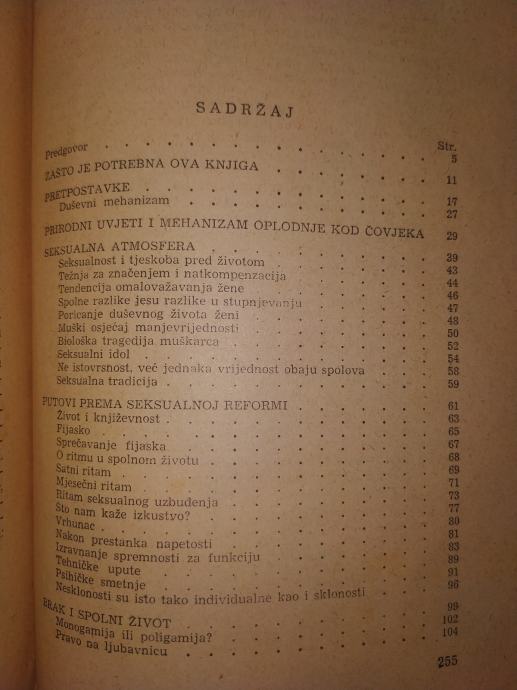 SADRŽAJ
Str.
Predgovor . . . . . . . . . . 5
ZAŠTO JE POTREBNA OVA KNJIGA . . . . . 11
PRETPOSTAVKE . . . . . . . . . 17
Duševni mehanizam . . . . . . . . 27
PRIRODNI UVJETI I MEHANIZAM OPLODNJE KOD ČOVJEKA 29
SEKSUALNA ATMOSFERA . . . . . . . 39
Seksualnost i tjeskoba pred životom . . . . . 43
Težnja za značenjem i natkompenzacija . . . . 44
Tendencija omalovažavanja žene . . . . . 46
Spolne razlike jesu razlike u stupnjevanju . . . . 47
Poricanje duševnog života ženi . . . . . 48
Muški osjećaj manjevrijednosti . . . . . 50
Biološka tragedija muškarca . . . . . . 52
Seksualni idol . . . . . . . . . 54
Ne istovrsnost, već jednaka vrijednost obaju spolova . . 58
Seksualna tradicija . . . . . . . . 59
PUTOVI PREMA SEKSUALNOJ REFORMI . . . . 61
Život i književnost . . . . . . . . 63
Fijasko . . . . . . . . . . 65
Sprečavanje fijaska . . . . . . . . 67
O ritmu u spolnom životu . . . . . . 68
Satni ritam . . . . . . . . . 69
Mjesečni ritam . . . . . . . . 71
Ritam seksualnog uzbuđenja . . . . . . 73
Što nam kaže izkustvo? . . . . . . . 77
Vrhunac . . . . . . . . . . 80
Nakon prestanka napetosti . . . . . . 81
Izravnanje spremnosti za funkciju . . . . . 83
Tehničke upute . . . . . . . . 89
Psihičke smetnje . . . . . . . . 91
Nesklonosti su isto tako individualne kao i sklonosti . . 96
BRAK I SPOLNI ŽIVOT . . . . . . . 99
Monogamija ili poligamija? . . . . . . 102
Pravo na ljubavnicu . . . . . . . 104
255